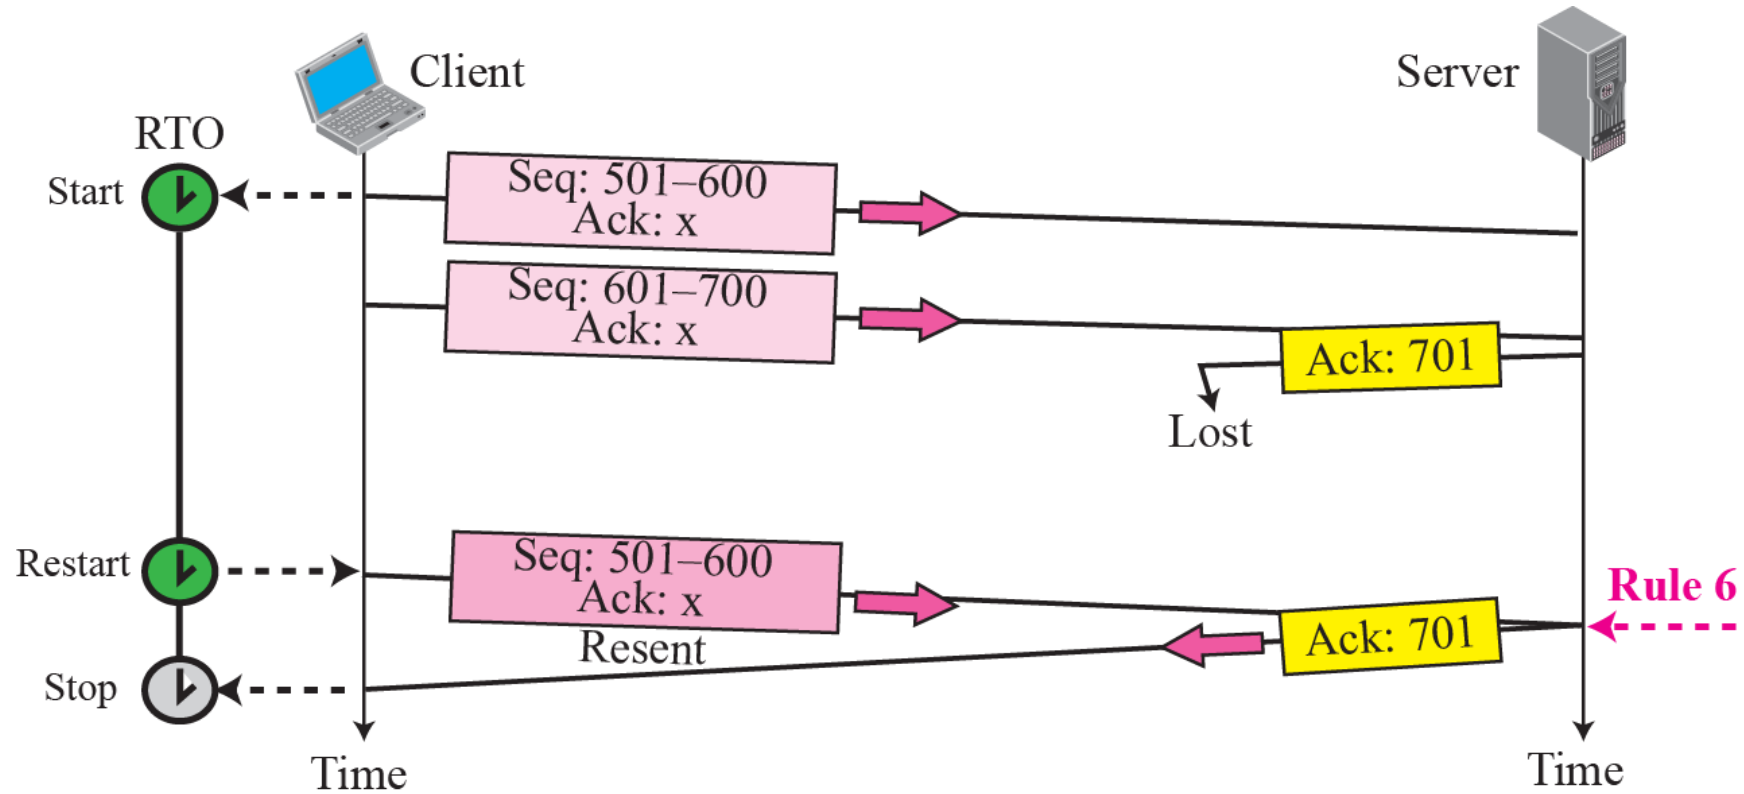 Client
Server
RTO
Start
Seq: 501–600
Ack: x
Seq: 601–700
Ack: x
Ack: 701
Lost
Restart
Seq: 501–600
Ack: x
Resent
Rule 6
Ack: 701
Stop
Time
Time